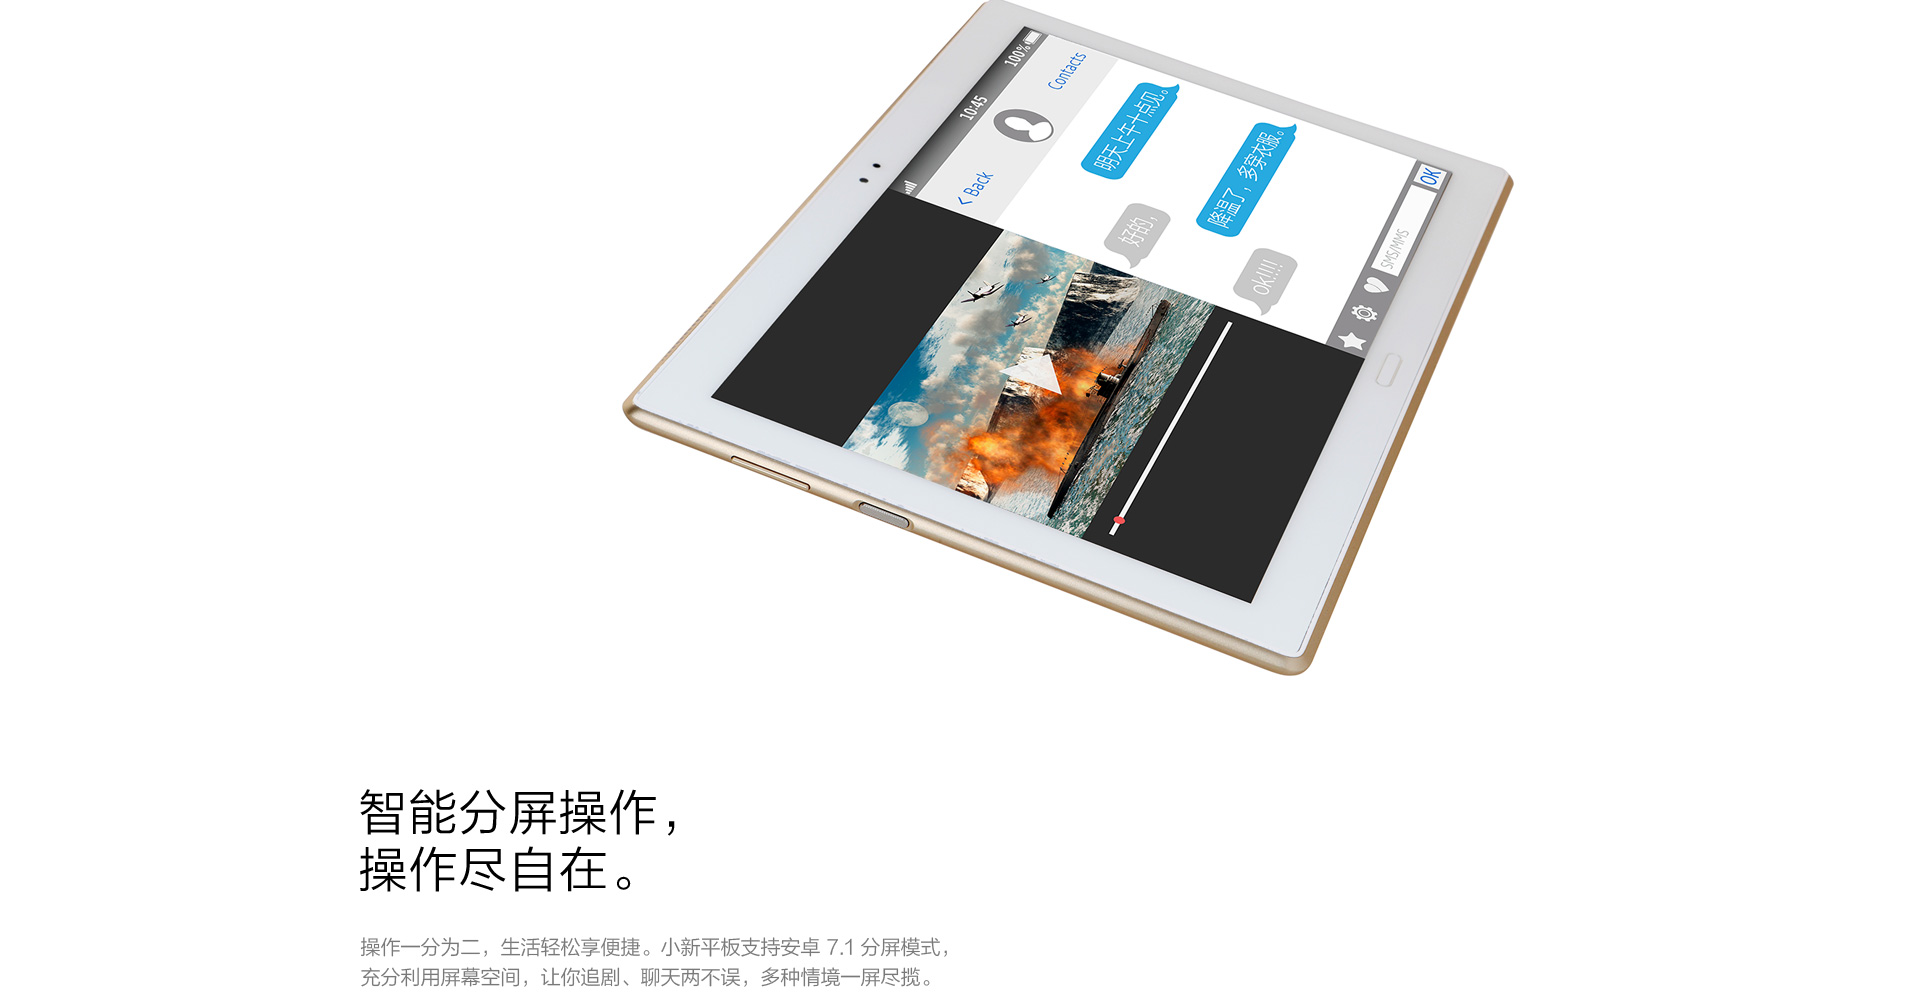 100%
10:45
Contacts
< Back
明天上午十点见。
好的，
降温了，多穿衣服。
ok!!!!
SMS/MMS
OK
智能分屏操作，
操作尽自在。
操作一分为二，生活轻松享便捷。小新平板支持安卓 7.1 分屏模式，
充分利用屏幕空间，让你追剧、聊天两不误，多种情境一屏尽揽。